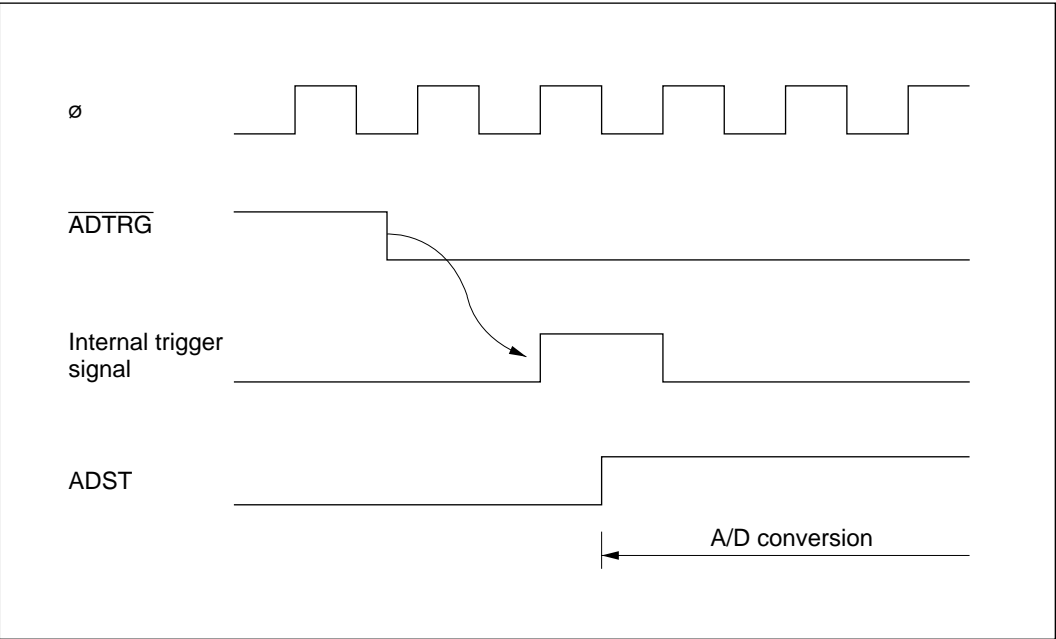 ø
ADTRG
Internal trigger
signal
ADST
A/D conversion